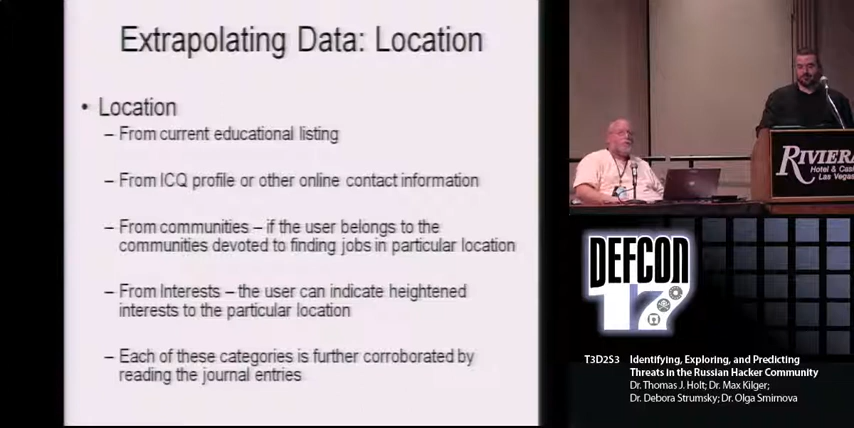 Extrapolating Data: Location
• Location
– From current educational listing
– From ICQ profile or other online contact information
– From communities – if the user belongs to the
communities devoted to finding jobs in particular location
– From Interests – the user can indicate heightened
interests to the particular location
– Each of these categories is further corroborated by
reading the journal entries
RIVIERA
Hotel & Cas
Las Vegas
DEFCON
17
T3D2S3 Identifying, Exploring, and Predicting
Threats in the Russian Hacker Community
Dr. Thomas J. Holt; Dr. Max Kilger;
Dr. Debora Strumsky; Dr. Olga Smirnova